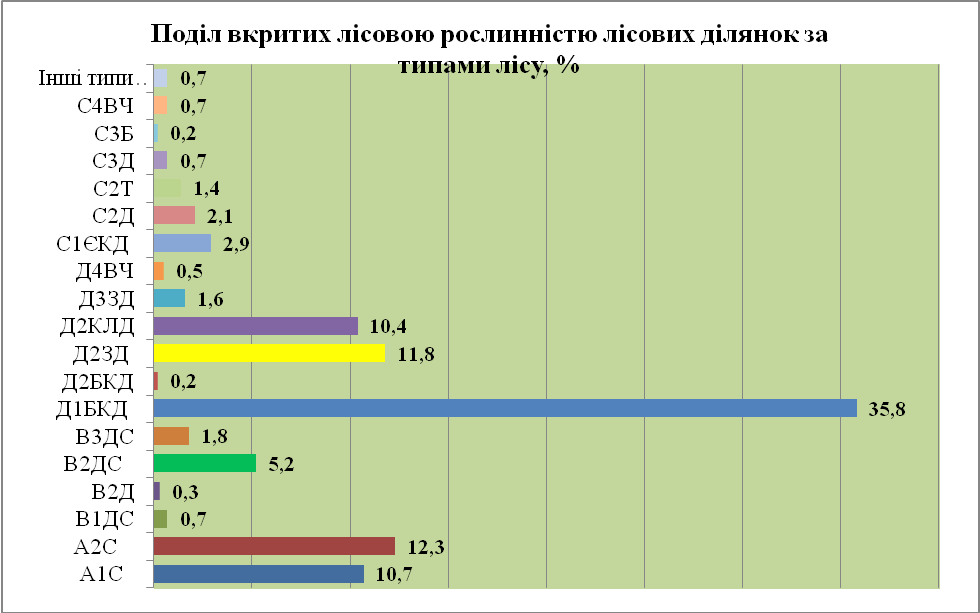 Поділ вкритих лісовою рослинністю лісових ділянок за
типами лісу, %
Інші типи.. 0,7
С4ВЧ 0,7
С3Б 0,2
С3Д 0,7
С2Т 1,4
С2Д 2,1
С1ЄКД 2,9
Д4ВЧ 0,5
Д3ЗД 1,6
Д2КЛД 10,4
Д2ЗД 11,8
Д2БКД 0,2
Д1БКД 35,8
В3ДС 1,8
В2ДС 5,2
В2Д 0,3
В1ДС 0,7
А2С 12,3
А1С 10,7